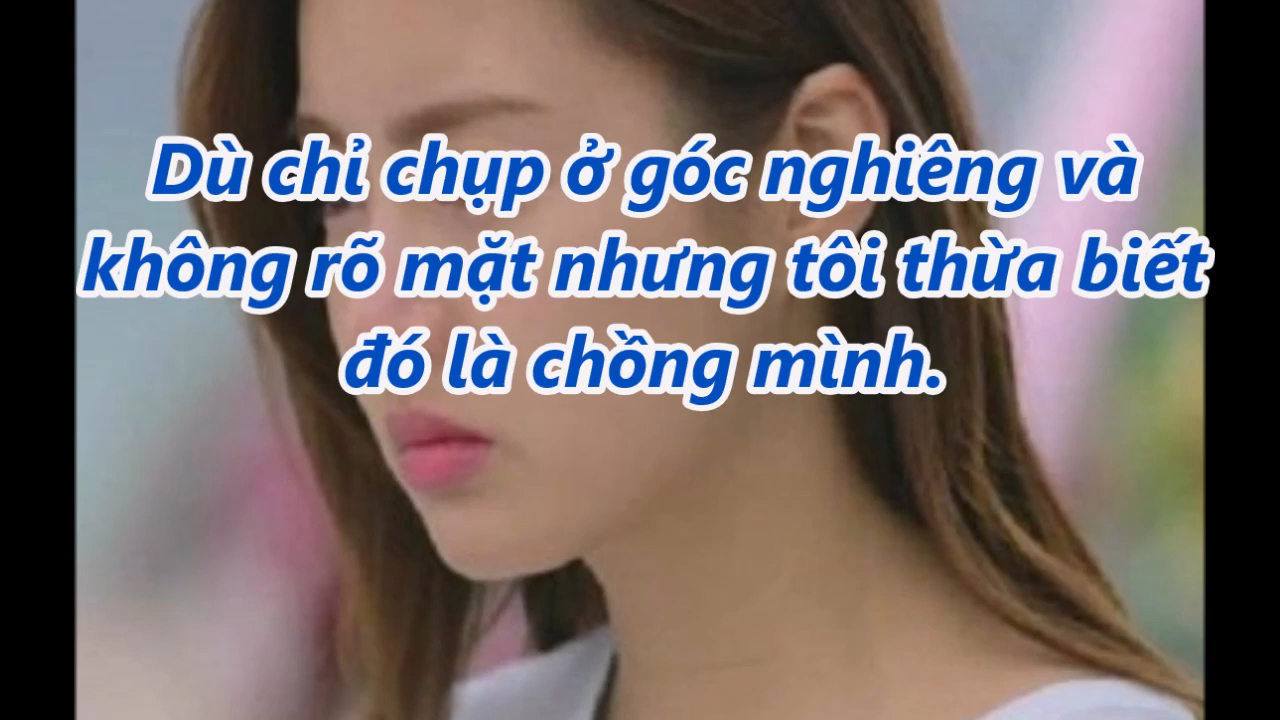 Dù chỉ chụp ở góc nghiêng và
không rõ mặt nhưng tôi thừa biết
đó là chồng mình.